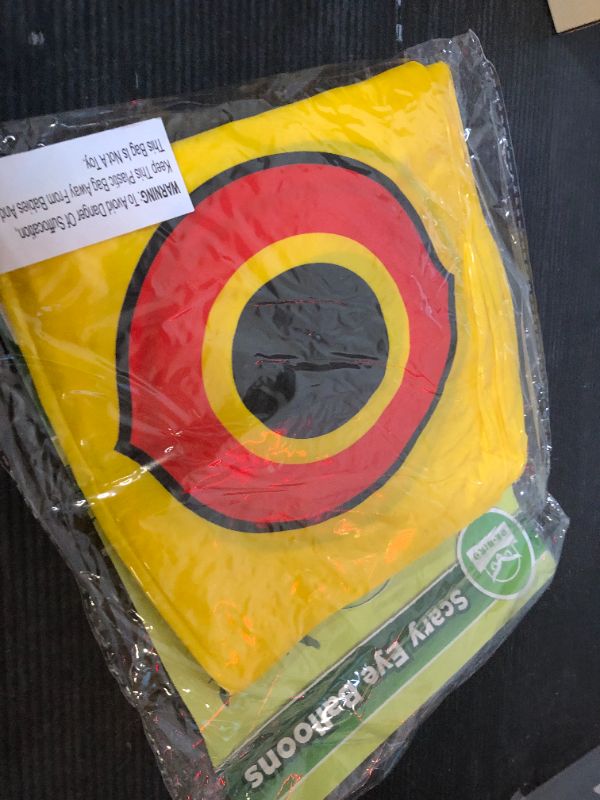 WARNING: To Avoid Danger Of Suffocation,
Keep This Plastic Bag Away From Babies And
This Bag Is Not A Toy.
Scary Eye Balloons